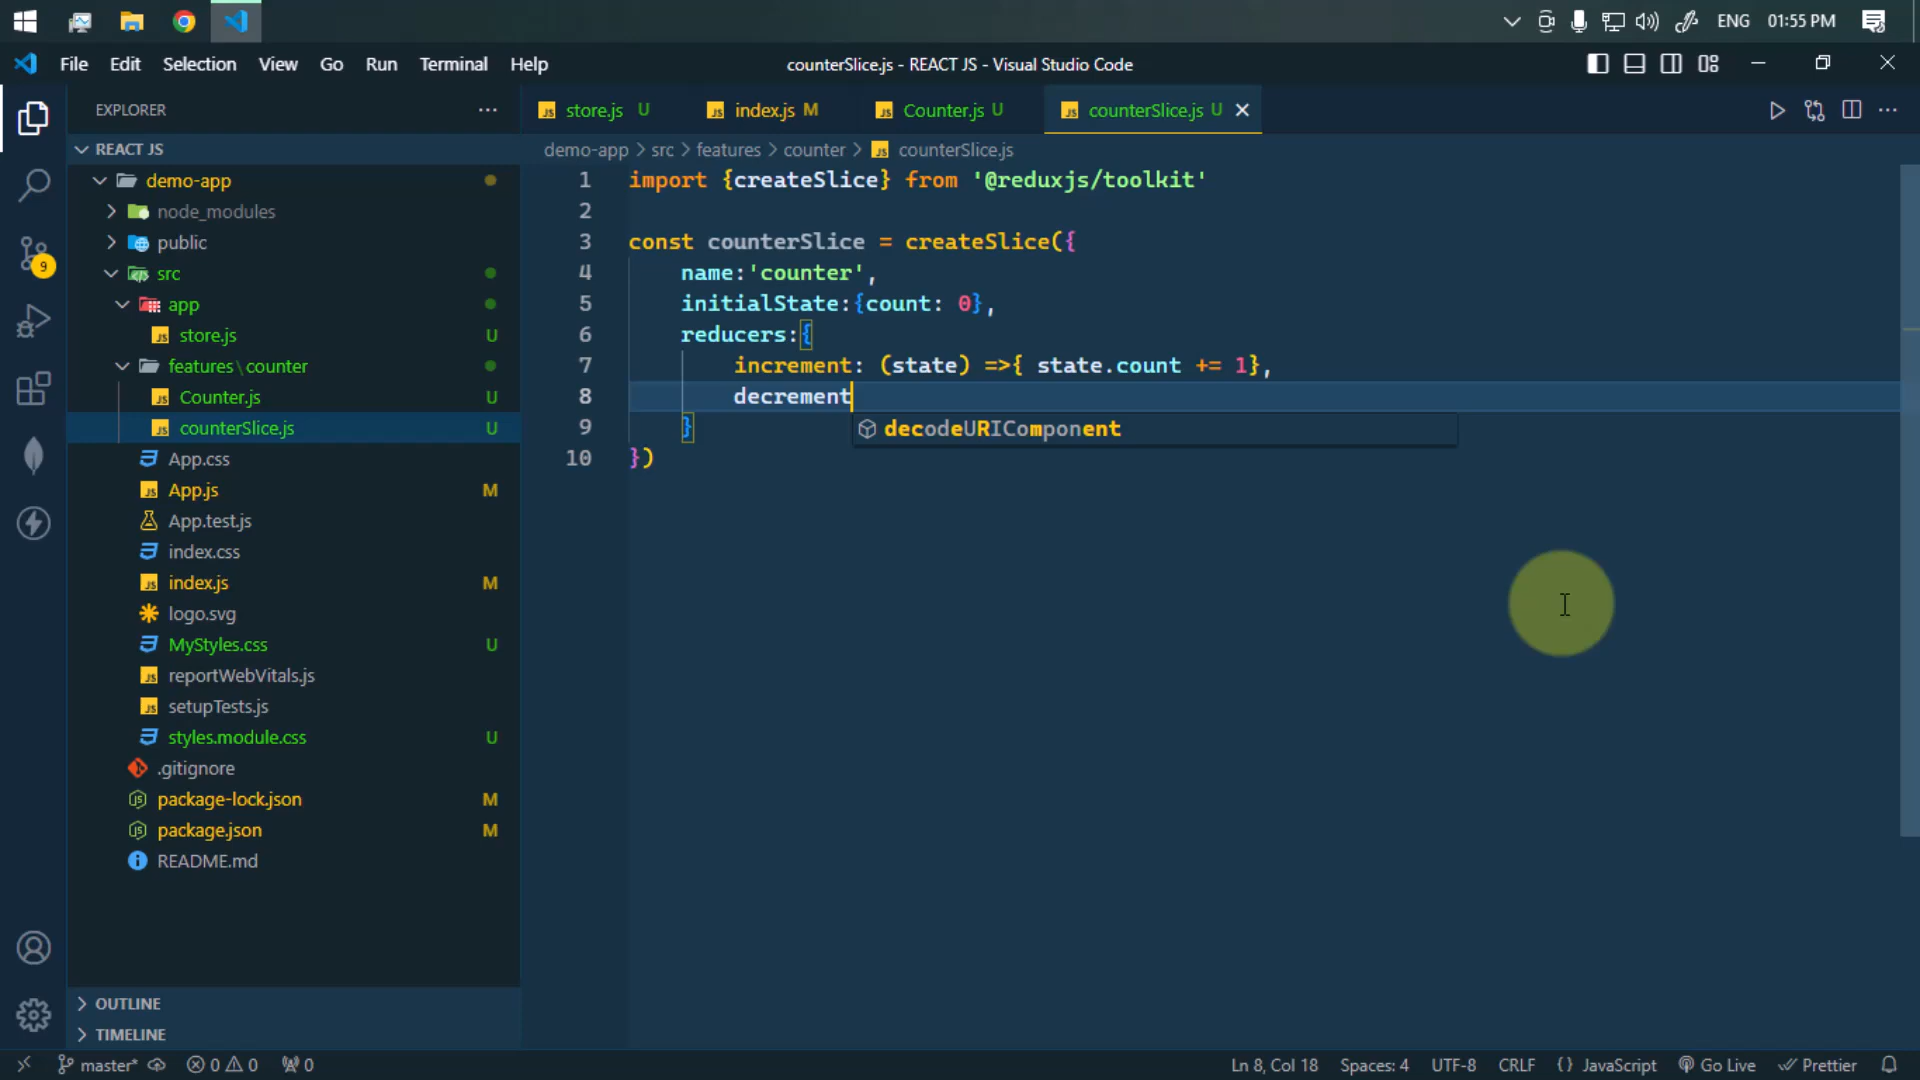 ENG 01:55 PM
File Edit Selection View Go Run Terminal Help
counterSlice.js - REACT JS - Visual Studio Code
EXPLORER
store.js U index.js M Counter.js U counterSlice.js U
REACT JS
demo-app > src > features > counter > counterSlice.js
demo-app
node_modules
public
src
app
store.js U
features\counter
Counter.js U
counterSlice.js U
App.css
App.js M
App.test.js
index.css
index.js M
logo.svg
MyStyles.css U
reportWebVitals.js
setupTests.js
styles.module.css U
.gitignore
package-lock.json M
package.json M
README.md
OUTLINE
TIMELINE
9
1 import {createSlice} from '@reduxjs/toolkit'
2
3 const counterSlice = createSlice({
4 name:'counter',
5 initialState:{count: 0},
6 reducers:{
7 increment: (state) =>{ state.count += 1},
8 decrement
9 }
decodeURIComponent
10 })
master* 0 0 0
Ln 8, Col 18 Spaces: 4 UTF-8 CRLF {} JavaScript Go Live Prettier